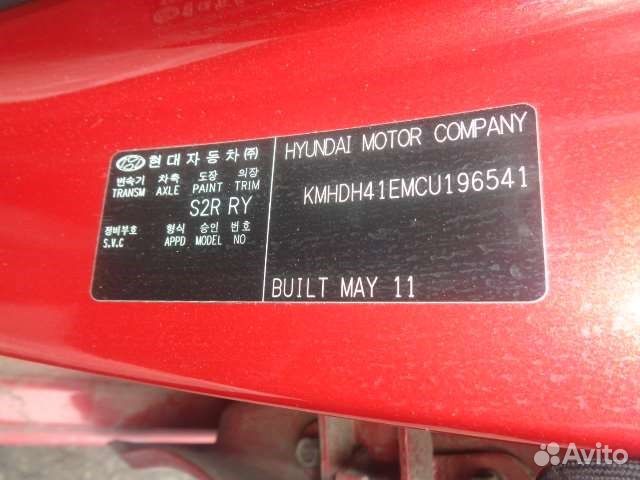 현대자동차㈜
변속기 차축 도장 의장
TRANSM AXLE PAINT TRIM
S2R RY
정비부호 형식 승인 번호
S.V.C APPD MODEL NO
HYUNDAI MOTOR COMPANY
KMHDH41EMCU196541
BUILT MAY 11
Avito